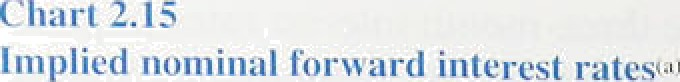 Chart 2.15
Implied nominal forward interest rates(a)